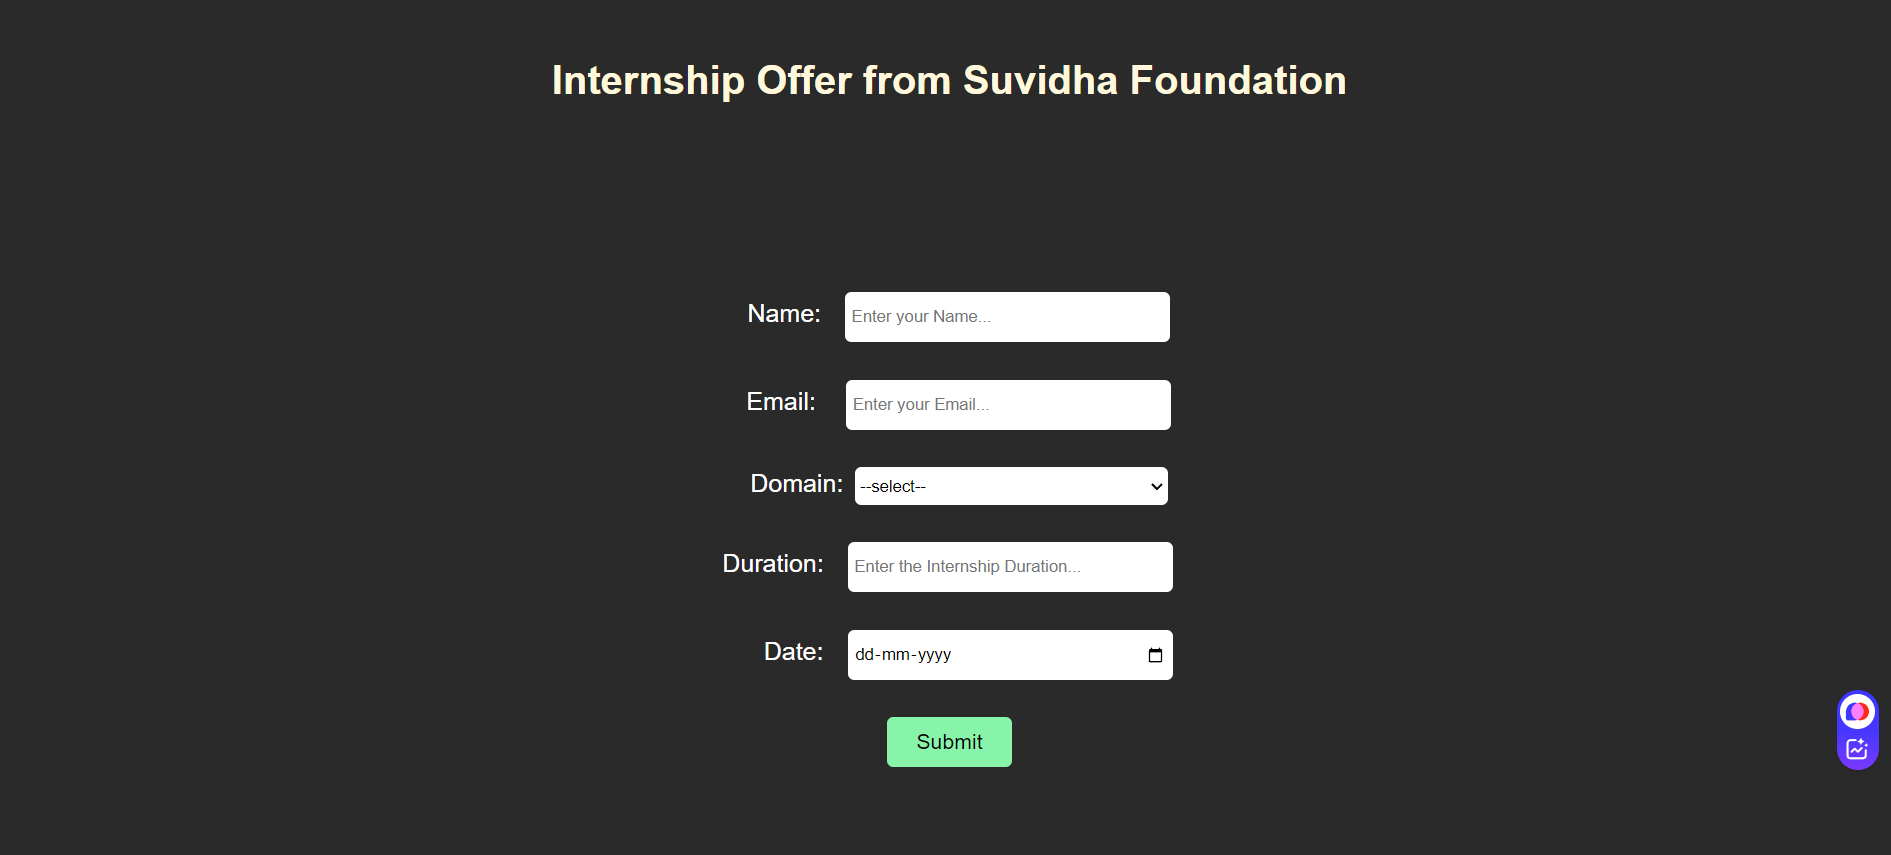 Internship Offer from Suvidha Foundation
Name: Enter your Name...
Email: Enter your Email...
Domain: --select--
Duration: Enter the Internship Duration...
Date: dd-mm-yyyy
Submit